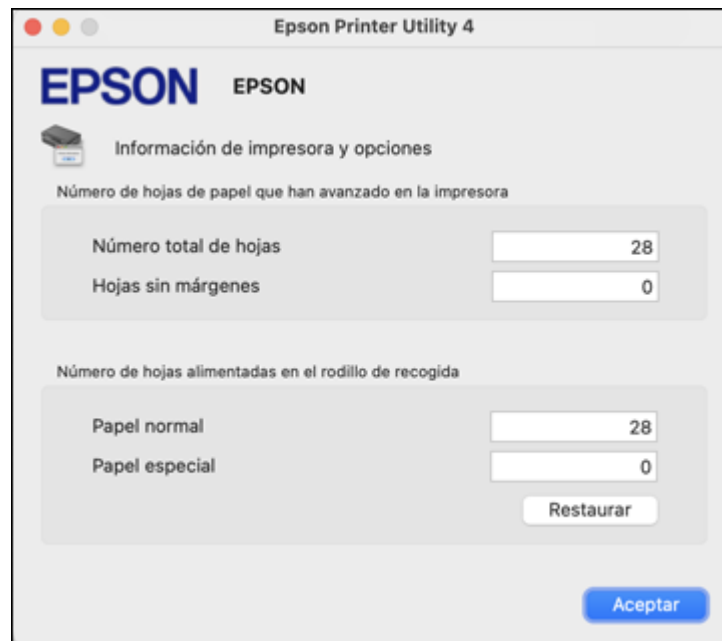 Epson Printer Utility 4
EPSON EPSON
Información de impresora y opciones
Número de hojas de papel que han avanzado en la impresora
Número total de hojas 28
Hojas sin márgenes 0
Número de hojas alimentadas en el rodillo de recogida
Papel normal 28
Papel especial 0
Restaurar
Aceptar